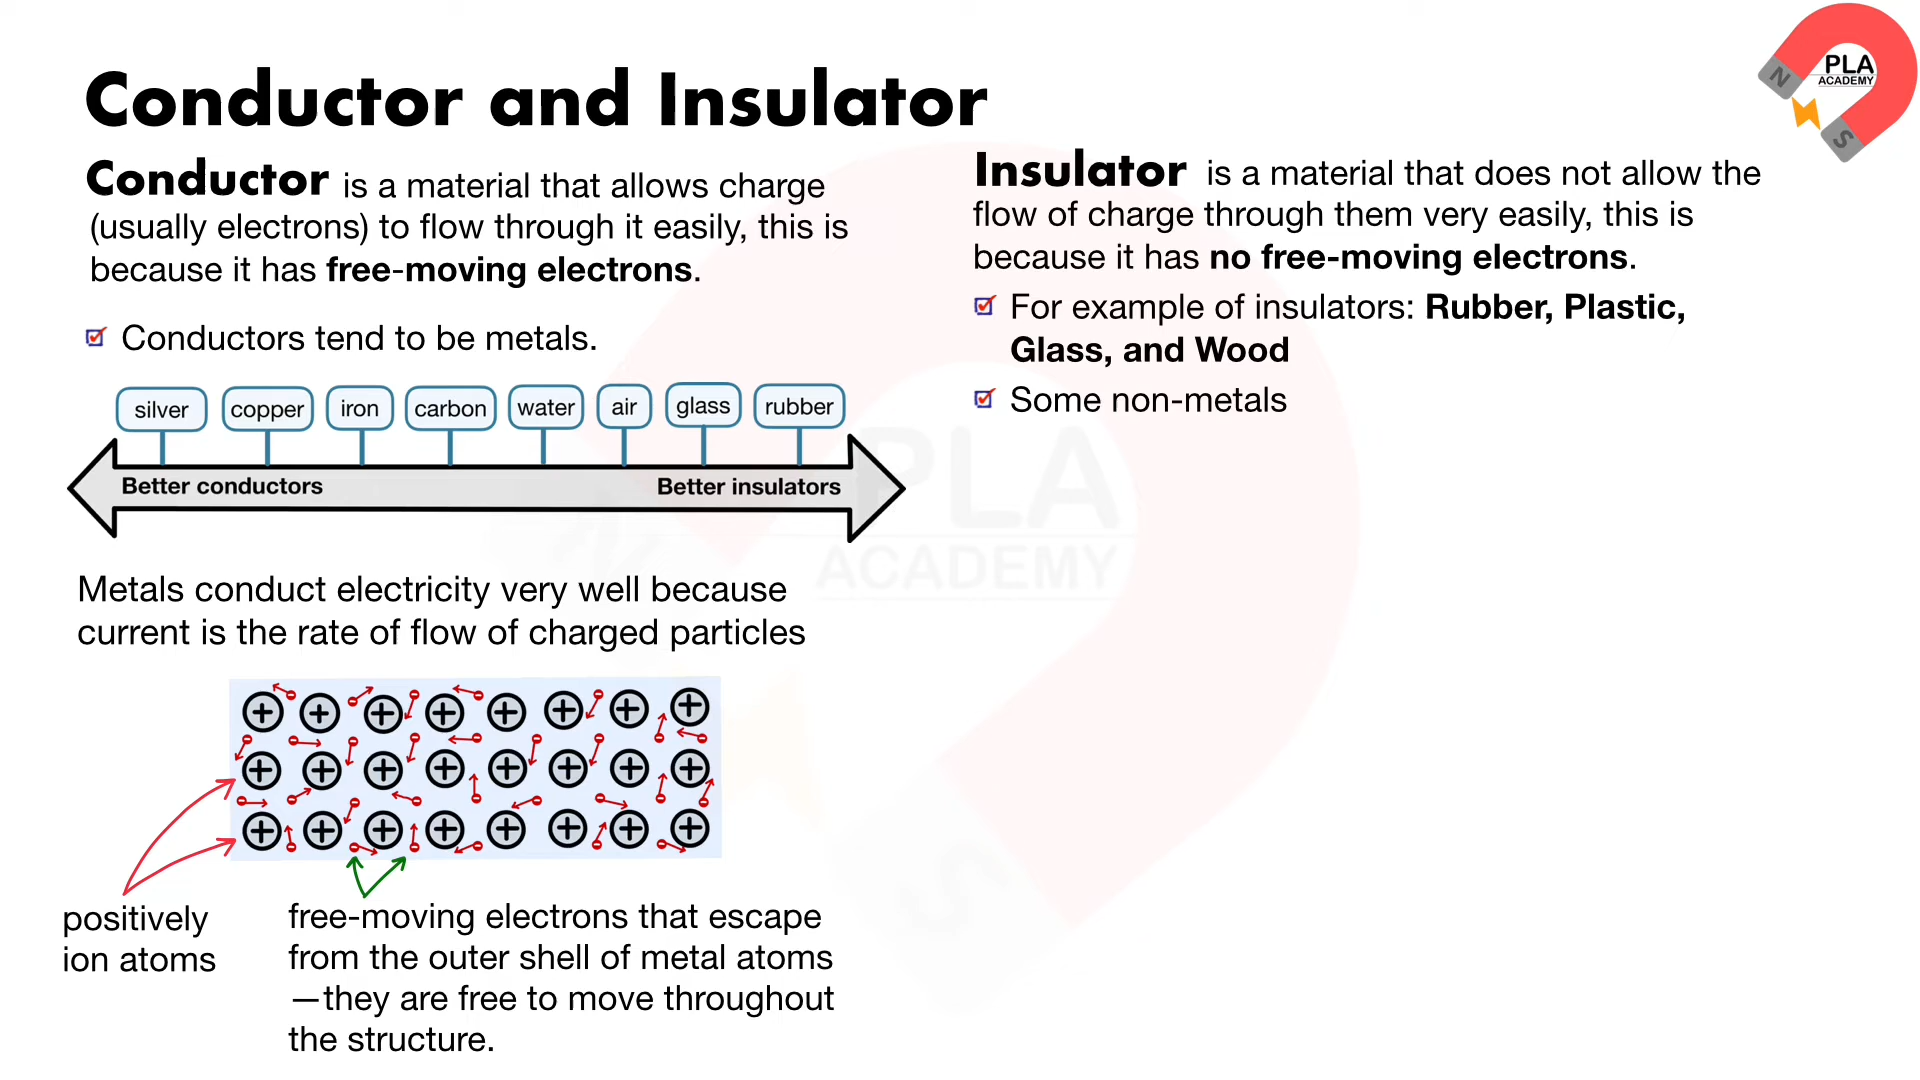 Conductor and Insulator
Conductor is a material that allows charge
(usually electrons) to flow through it easily, this is
because it has free-moving electrons.
Conductors tend to be metals.
silver copper iron carbon water air glass rubber
Better conductors Better insulators
Metals conduct electricity very well because
current is the rate of flow of charged particles
positively
ion atoms
free-moving electrons that escape
from the outer shell of metal atoms
—they are free to move throughout
the structure.
Insulator is a material that does not allow the
flow of charge through them very easily, this is
because it has no free-moving electrons.
For example of insulators: Rubber, Plastic,
Glass, and Wood
Some non-metals
PLA
ACADEMY
N
S
PLA
ACADEMY
N
S